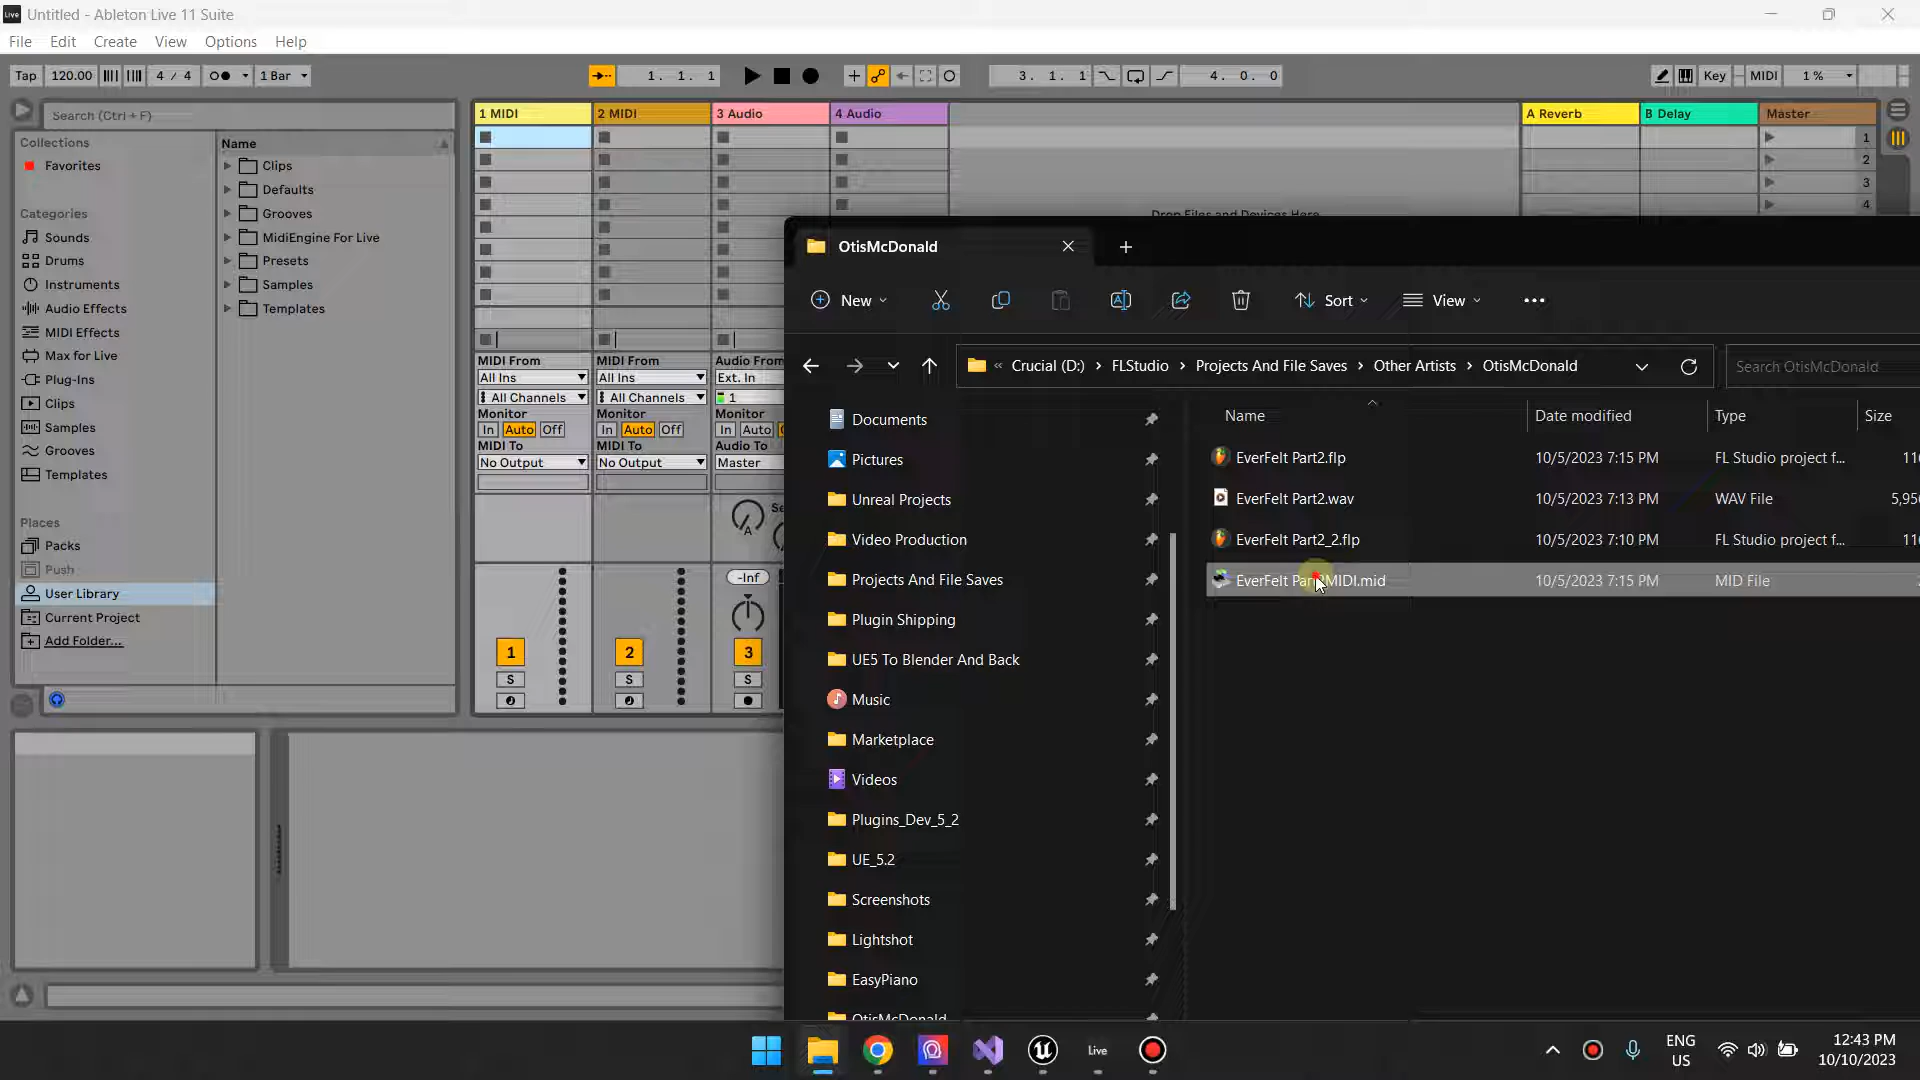 Untitled - Ableton Live 11 Suite
File Edit Create View Options Help
Tap 120.00 4 / 4 1 Bar 1. 1. 1 3. 1. 1 4. 0. 0 Key MIDI 1 %
Search (Ctrl + F)
Collections
Favorites
Categories
Sounds
Drums
Instruments
Audio Effects
MIDI Effects
Max for Live
Plug-Ins
Clips
Samples
Grooves
Templates
Places
Packs
Push
User Library
Current Project
Add Folder...
Name
Clips
Defaults
Grooves
MidiEngine For Live
Presets
Samples
Templates
1 MIDI 2 MIDI 3 Audio 4 Audio A Reverb B Delay Master
1
2
3
4
Drop Files and Devices Here
MIDI From MIDI From Audio From
All Ins All Ins Ext. In
All Channels All Channels 1
Monitor Monitor Monitor
In Auto Off In Auto Off In Auto
MIDI To MIDI To Audio To
No Output No Output Master
A
-Inf
1 2 3
S S S
OtisMcDonald
New Sort View
« Crucial (D:) › FLStudio › Projects And File Saves › Other Artists › OtisMcDonald
Search OtisMcDonald
Documents
Pictures
Unreal Projects
Video Production
Projects And File Saves
Plugin Shipping
UE5 To Blender And Back
Music
Marketplace
Videos
Plugins_Dev_5_2
UE_5.2
Screenshots
Lightshot
EasyPiano
OtisMcDonald
Name Date modified Type Size
EverFelt Part2.flp 10/5/2023 7:15 PM FL Studio project f...
EverFelt Part2.wav 10/5/2023 7:13 PM WAV File
EverFelt Part2_2.flp 10/5/2023 7:10 PM FL Studio project f...
10/5/2023 7:15 PM MID File
Live
ENG
US
12:43 PM
10/10/2023